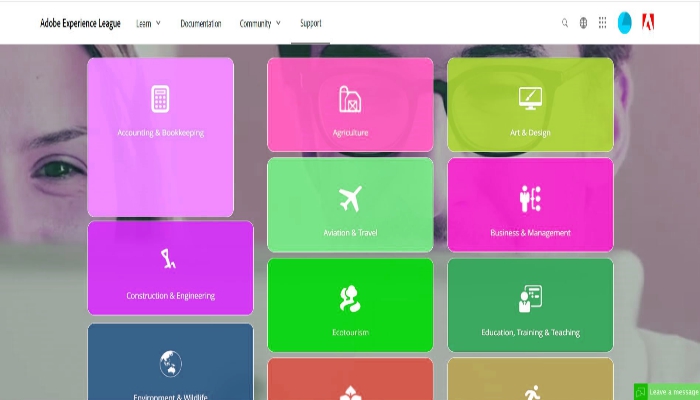 Adobe Experience League
Learn
Documentation
Community
Support
Accounting & Bookkeeping
Agriculture
Art & Design
Aviation & Travel
Business & Management
Construction & Engineering
Ecotourism
Education, Training & Teaching
Environment & Wildlife
Leave a message